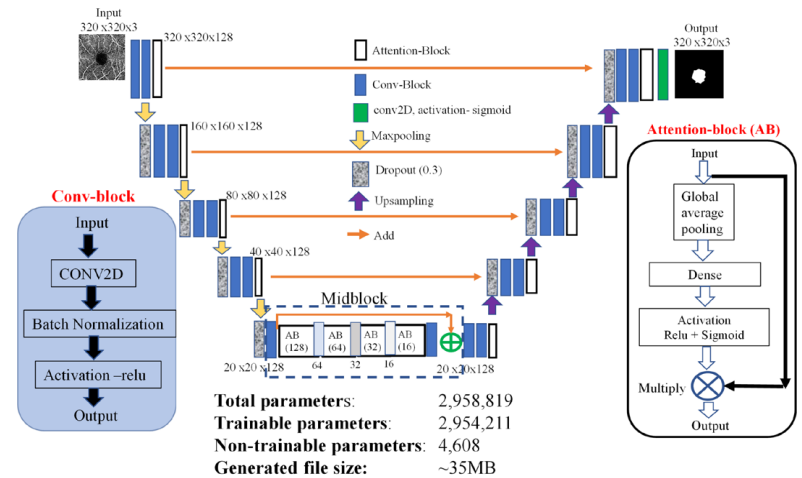 Input
320 x320x3
320x320x128
Attention-Block
Conv-Block
conv2D, activation- sigmoid
Maxpooling
Dropout (0.3)
Upsampling
Add
Output
320 x320x3
160 x160 x128
80 x80 x128
40 x40 x128
Midblock
AB
(128)
AB
(64)
AB
(32)
AB
(16)
20 x20 x128
64
32
16
20 x20x128
Conv-block
Input
CONV2D
Batch Normalization
Activation –relu
Output
Attention-block (AB)
Input
Global
average
pooling
Dense
Activation
Relu + Sigmoid
Multiply
Output
Total parameters: 2,958,819
Trainable parameters: 2,954,211
Non-trainable parameters: 4,608
Generated file size: ~35MB